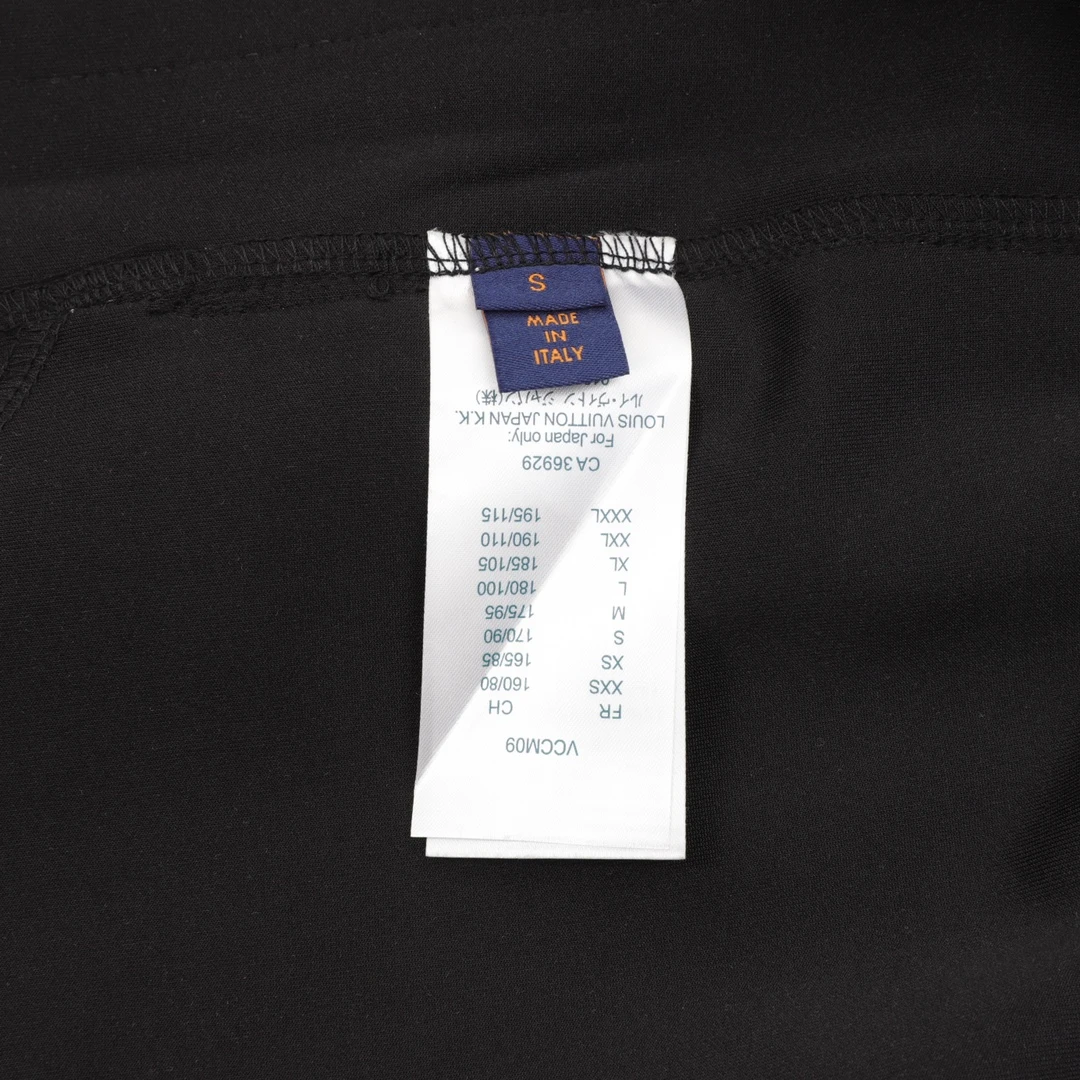 S
MADE
IN
ITALY
VCCM09
FR CH
XXS 160/80
XS 165/85
S 170/90
M 175/95
L 180/100
XL 185/105
XXL 190/110
XXXL 195/115
CA 36929
For Japan only:
LOUIS VUITTON JAPAN K.K.
ルイ・ヴィトン ジャパン(株)